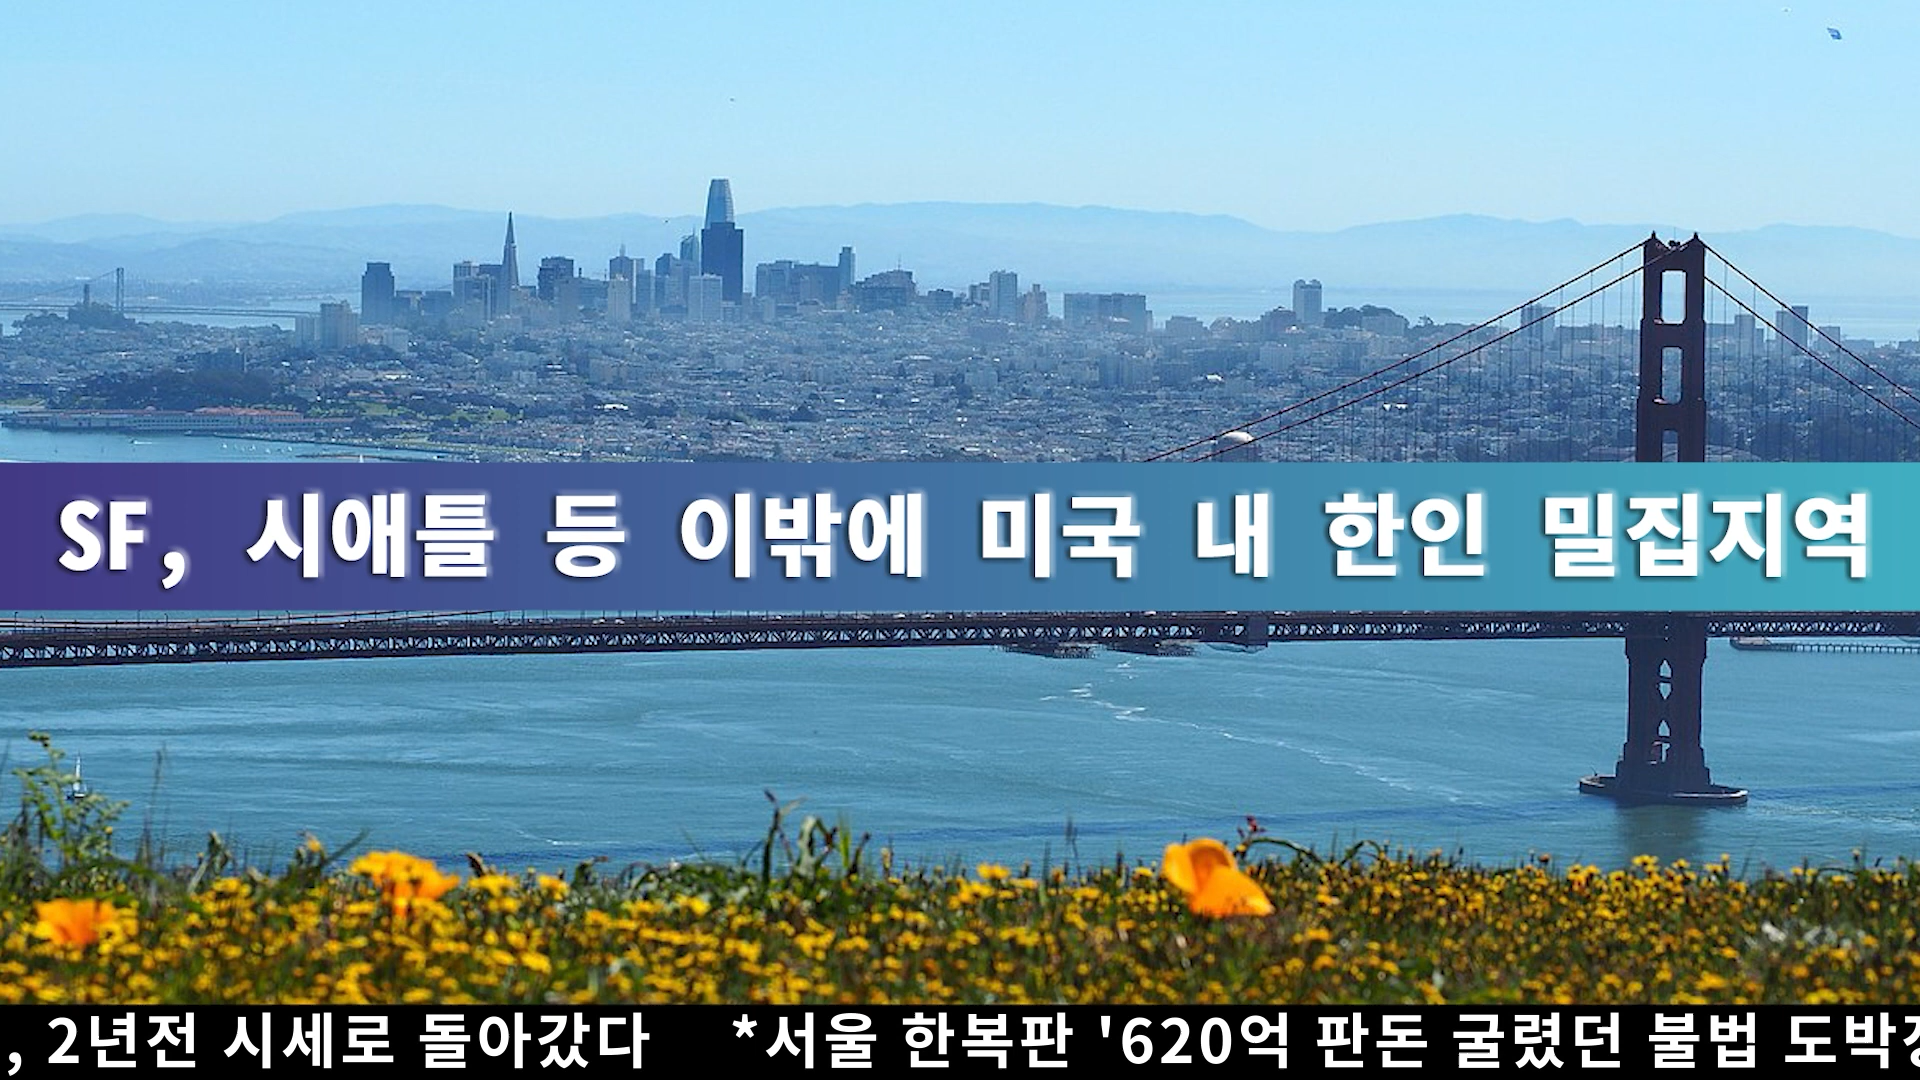 SF, 시애틀 등 이밖에 미국 내 한인 밀집지역
, 2년전 시세로 돌아갔다 *서울 한복판 '620억 판돈 굴렸던 불법